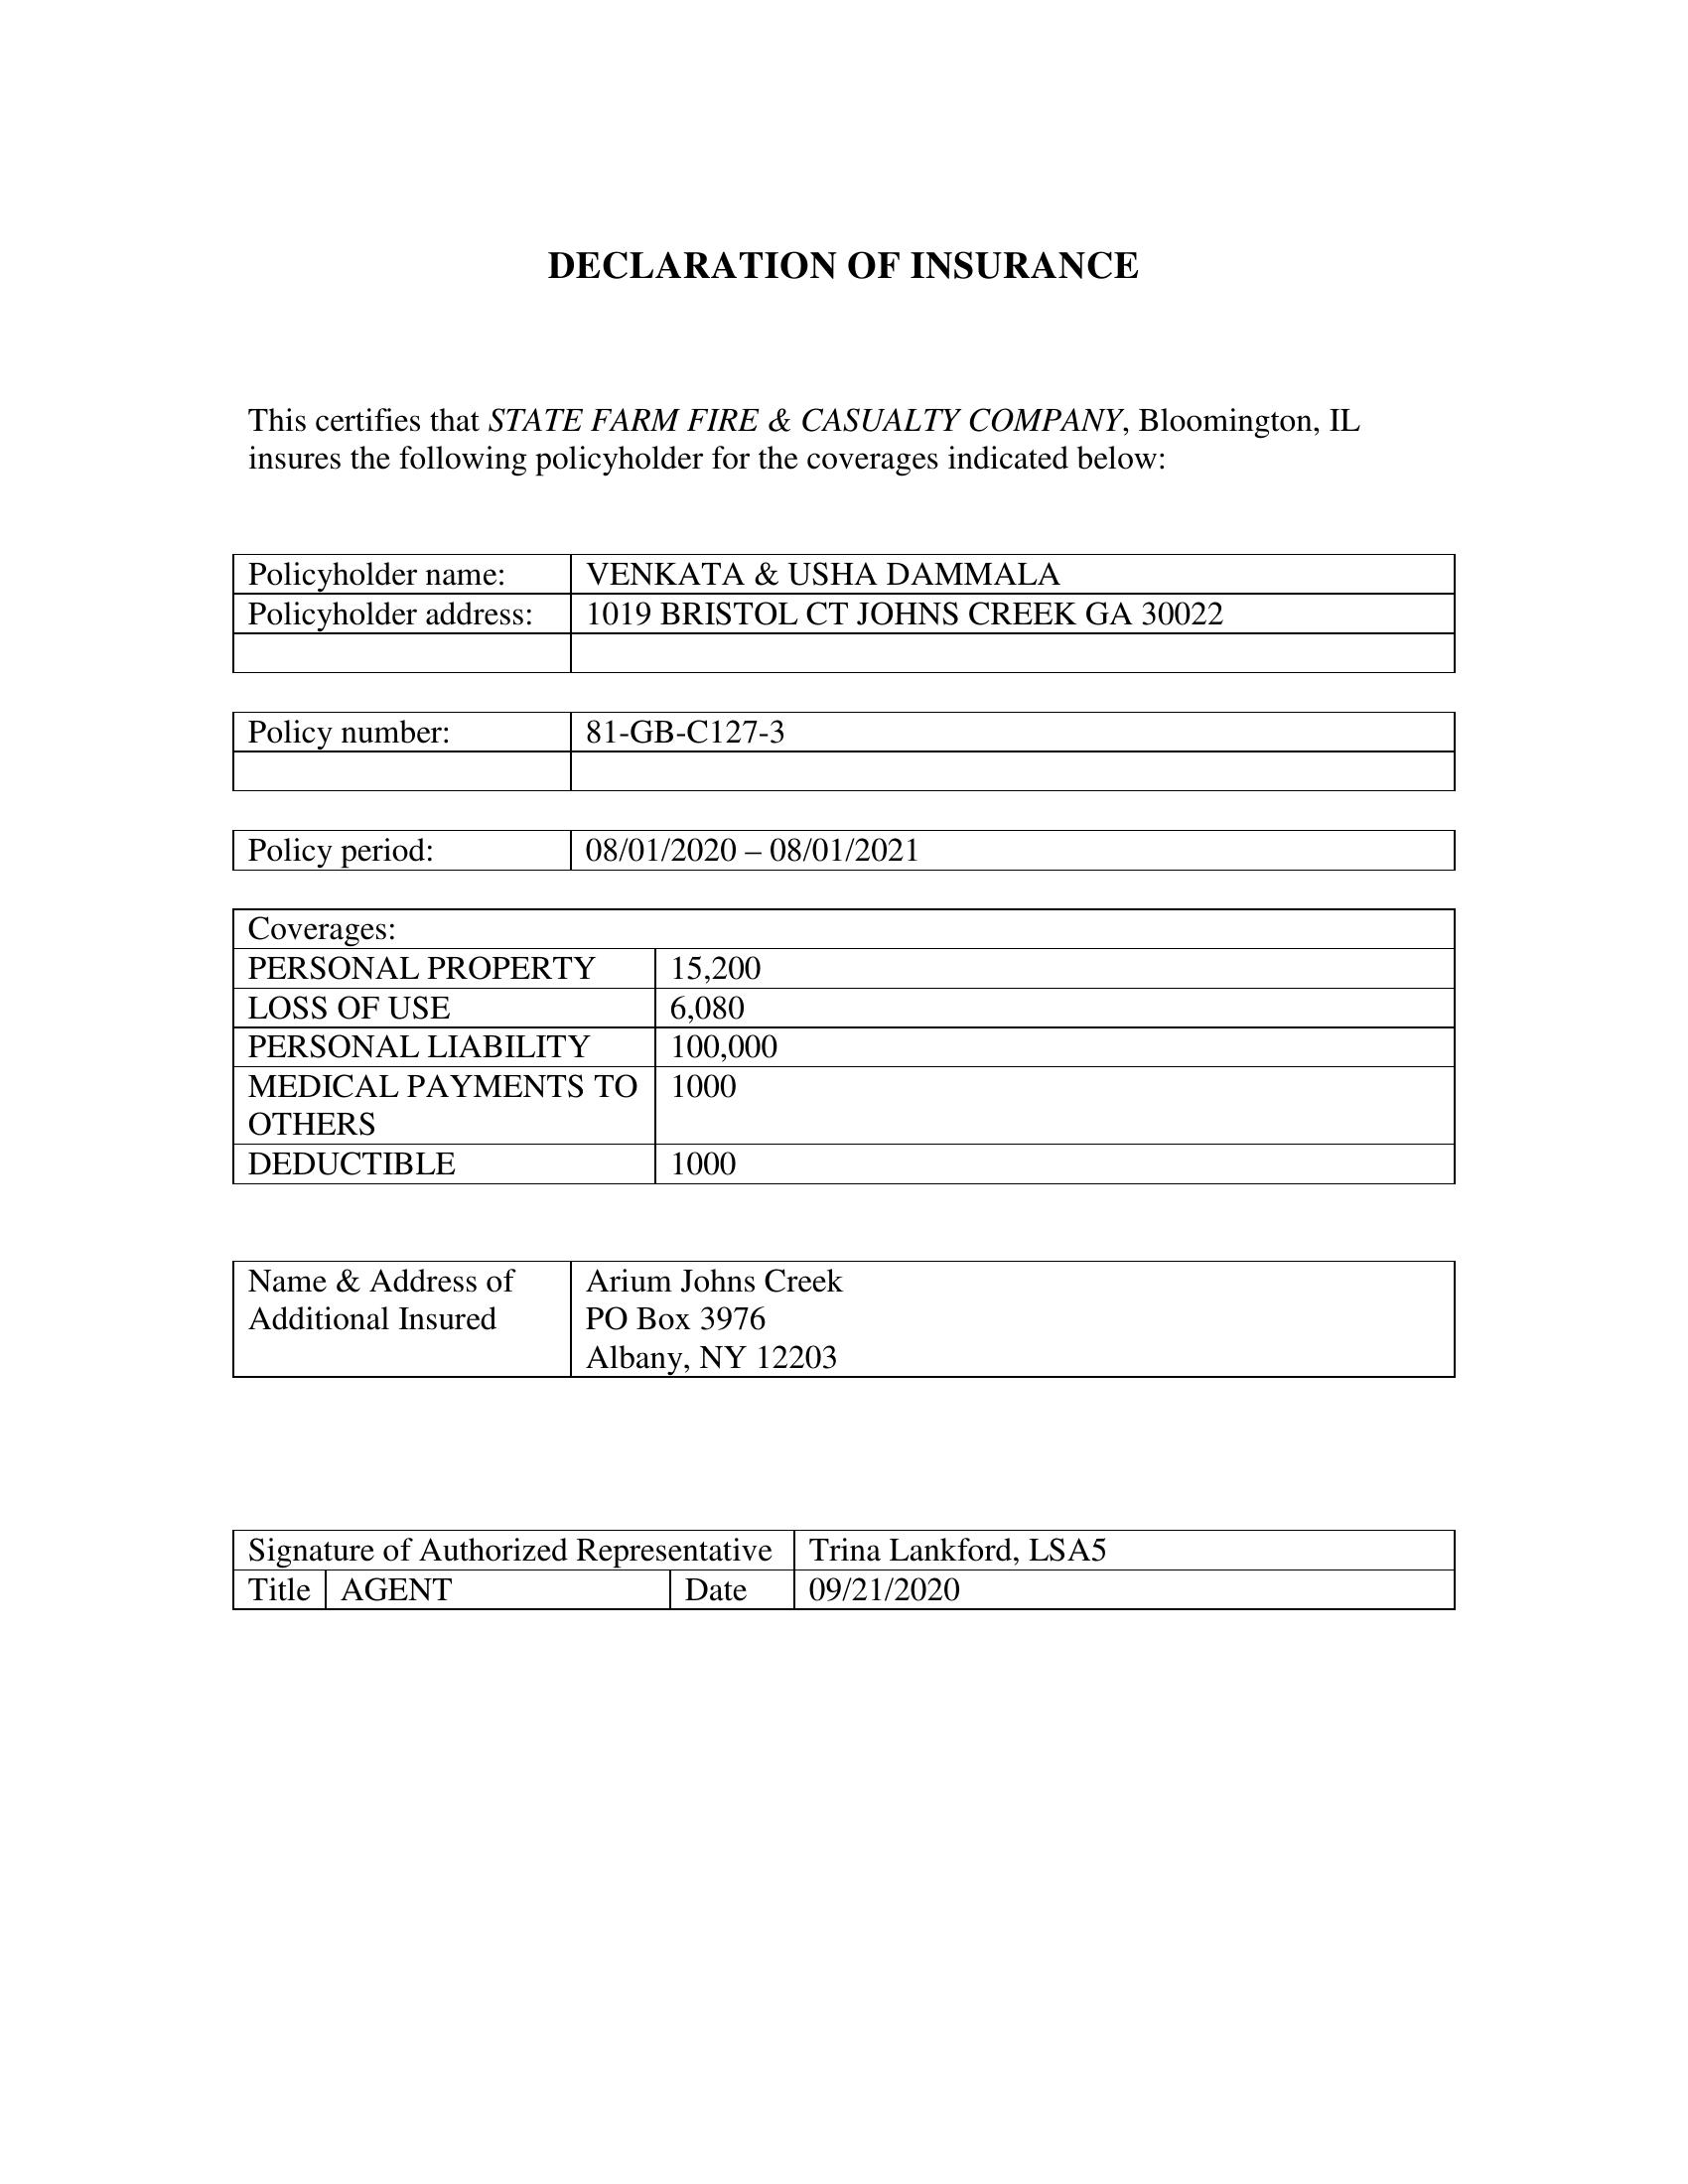 DECLARATION OF INSURANCE
This certifies that STATE FARM FIRE & CASUALTY COMPANY, Bloomington, IL
insures the following policyholder for the coverages indicated below:
Policyholder name: VENKATA & USHA DAMMALA
Policyholder address: 1019 BRISTOL CT JOHNS CREEK GA 30022
Policy number: 81-GB-C127-3
Policy period: 08/01/2020 – 08/01/2021
Coverages:
PERSONAL PROPERTY 15,200
LOSS OF USE 6,080
PERSONAL LIABILITY 100,000
MEDICAL PAYMENTS TO 1000
OTHERS
DEDUCTIBLE 1000
Name & Address of Arium Johns Creek
Additional Insured PO Box 3976
Albany, NY 12203
Signature of Authorized Representative Trina Lankford, LSA5
Title AGENT Date 09/21/2020